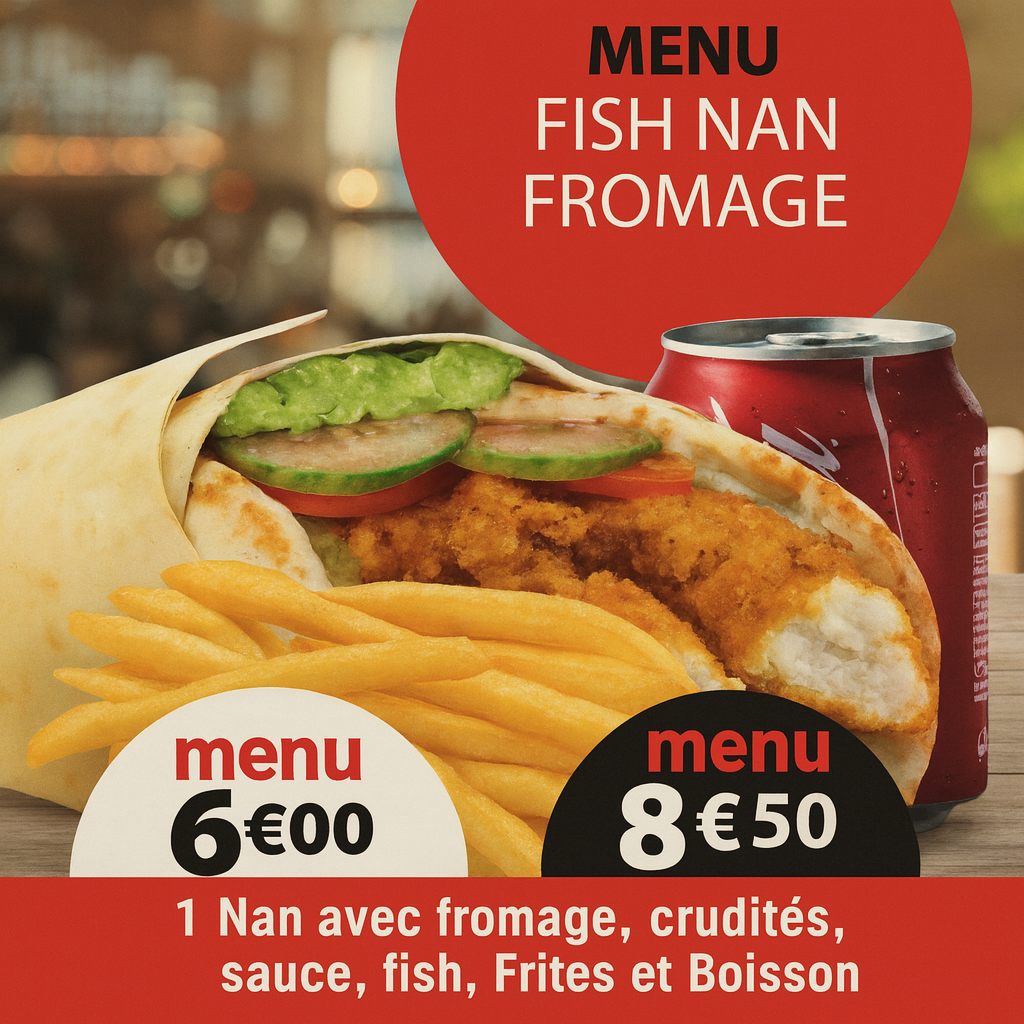 MENU
FISH NAN
FROMAGE
menu
6€00
menu
8€50
1 Nan avec fromage, crudités,
sauce, fish, Frites et Boisson